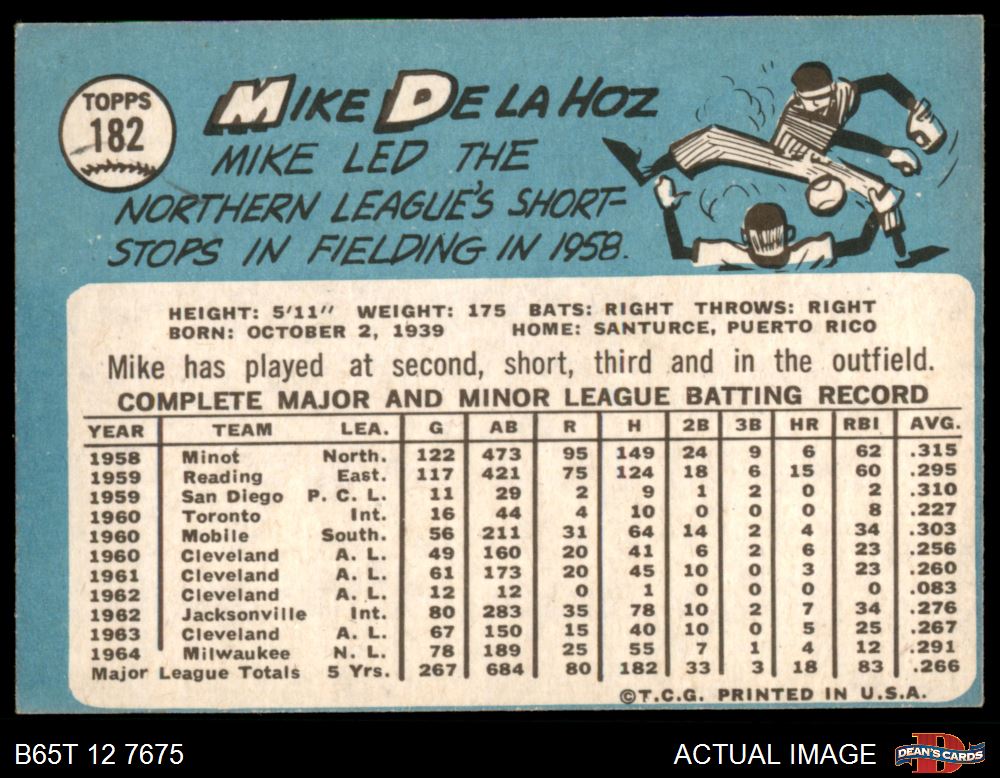 TOPPS
182
MIKE DE LA HOZ
MIKE LED THE
NORTHERN LEAGUE'S SHORT-
STOPS IN FIELDING IN 1958.
HEIGHT: 5'11" WEIGHT: 175 BATS: RIGHT THROWS: RIGHT
BORN: OCTOBER 2, 1939 HOME: SANTURCE, PUERTO RICO
Mike has played at second, short, third and in the outfield.
COMPLETE MAJOR AND MINOR LEAGUE BATTING RECORD
YEAR TEAM LEA. G AB R H 2B 3B HR RBI AVG.
1958 Minot North. 122 473 95 149 24 9 6 62 .315
1959 Reading East. 117 421 75 124 18 6 15 60 .295
1959 San Diego P. C. L. 11 29 2 9 1 2 0 2 .310
1960 Toronto Int. 16 44 4 10 0 0 0 8 .227
1960 Mobile South. 56 211 31 64 14 2 4 34 .303
1960 Cleveland A. L. 49 160 20 41 6 2 6 23 .256
1961 Cleveland A. L. 61 173 20 45 10 0 3 23 .260
1962 Cleveland A. L. 12 12 0 1 0 0 0 0 .083
1962 Jacksonville Int. 80 283 35 78 10 2 7 34 .276
1963 Cleveland A. L. 67 150 15 40 10 0 5 25 .267
1964 Milwaukee N. L. 78 189 25 55 7 1 4 12 .291
Major League Totals 5 Yrs. 267 684 80 182 33 3 18 83 .266
©T.C.G. PRINTED IN U.S.A.
B65T 12 7675
ACTUAL IMAGE
D
DEAN'S CARDS